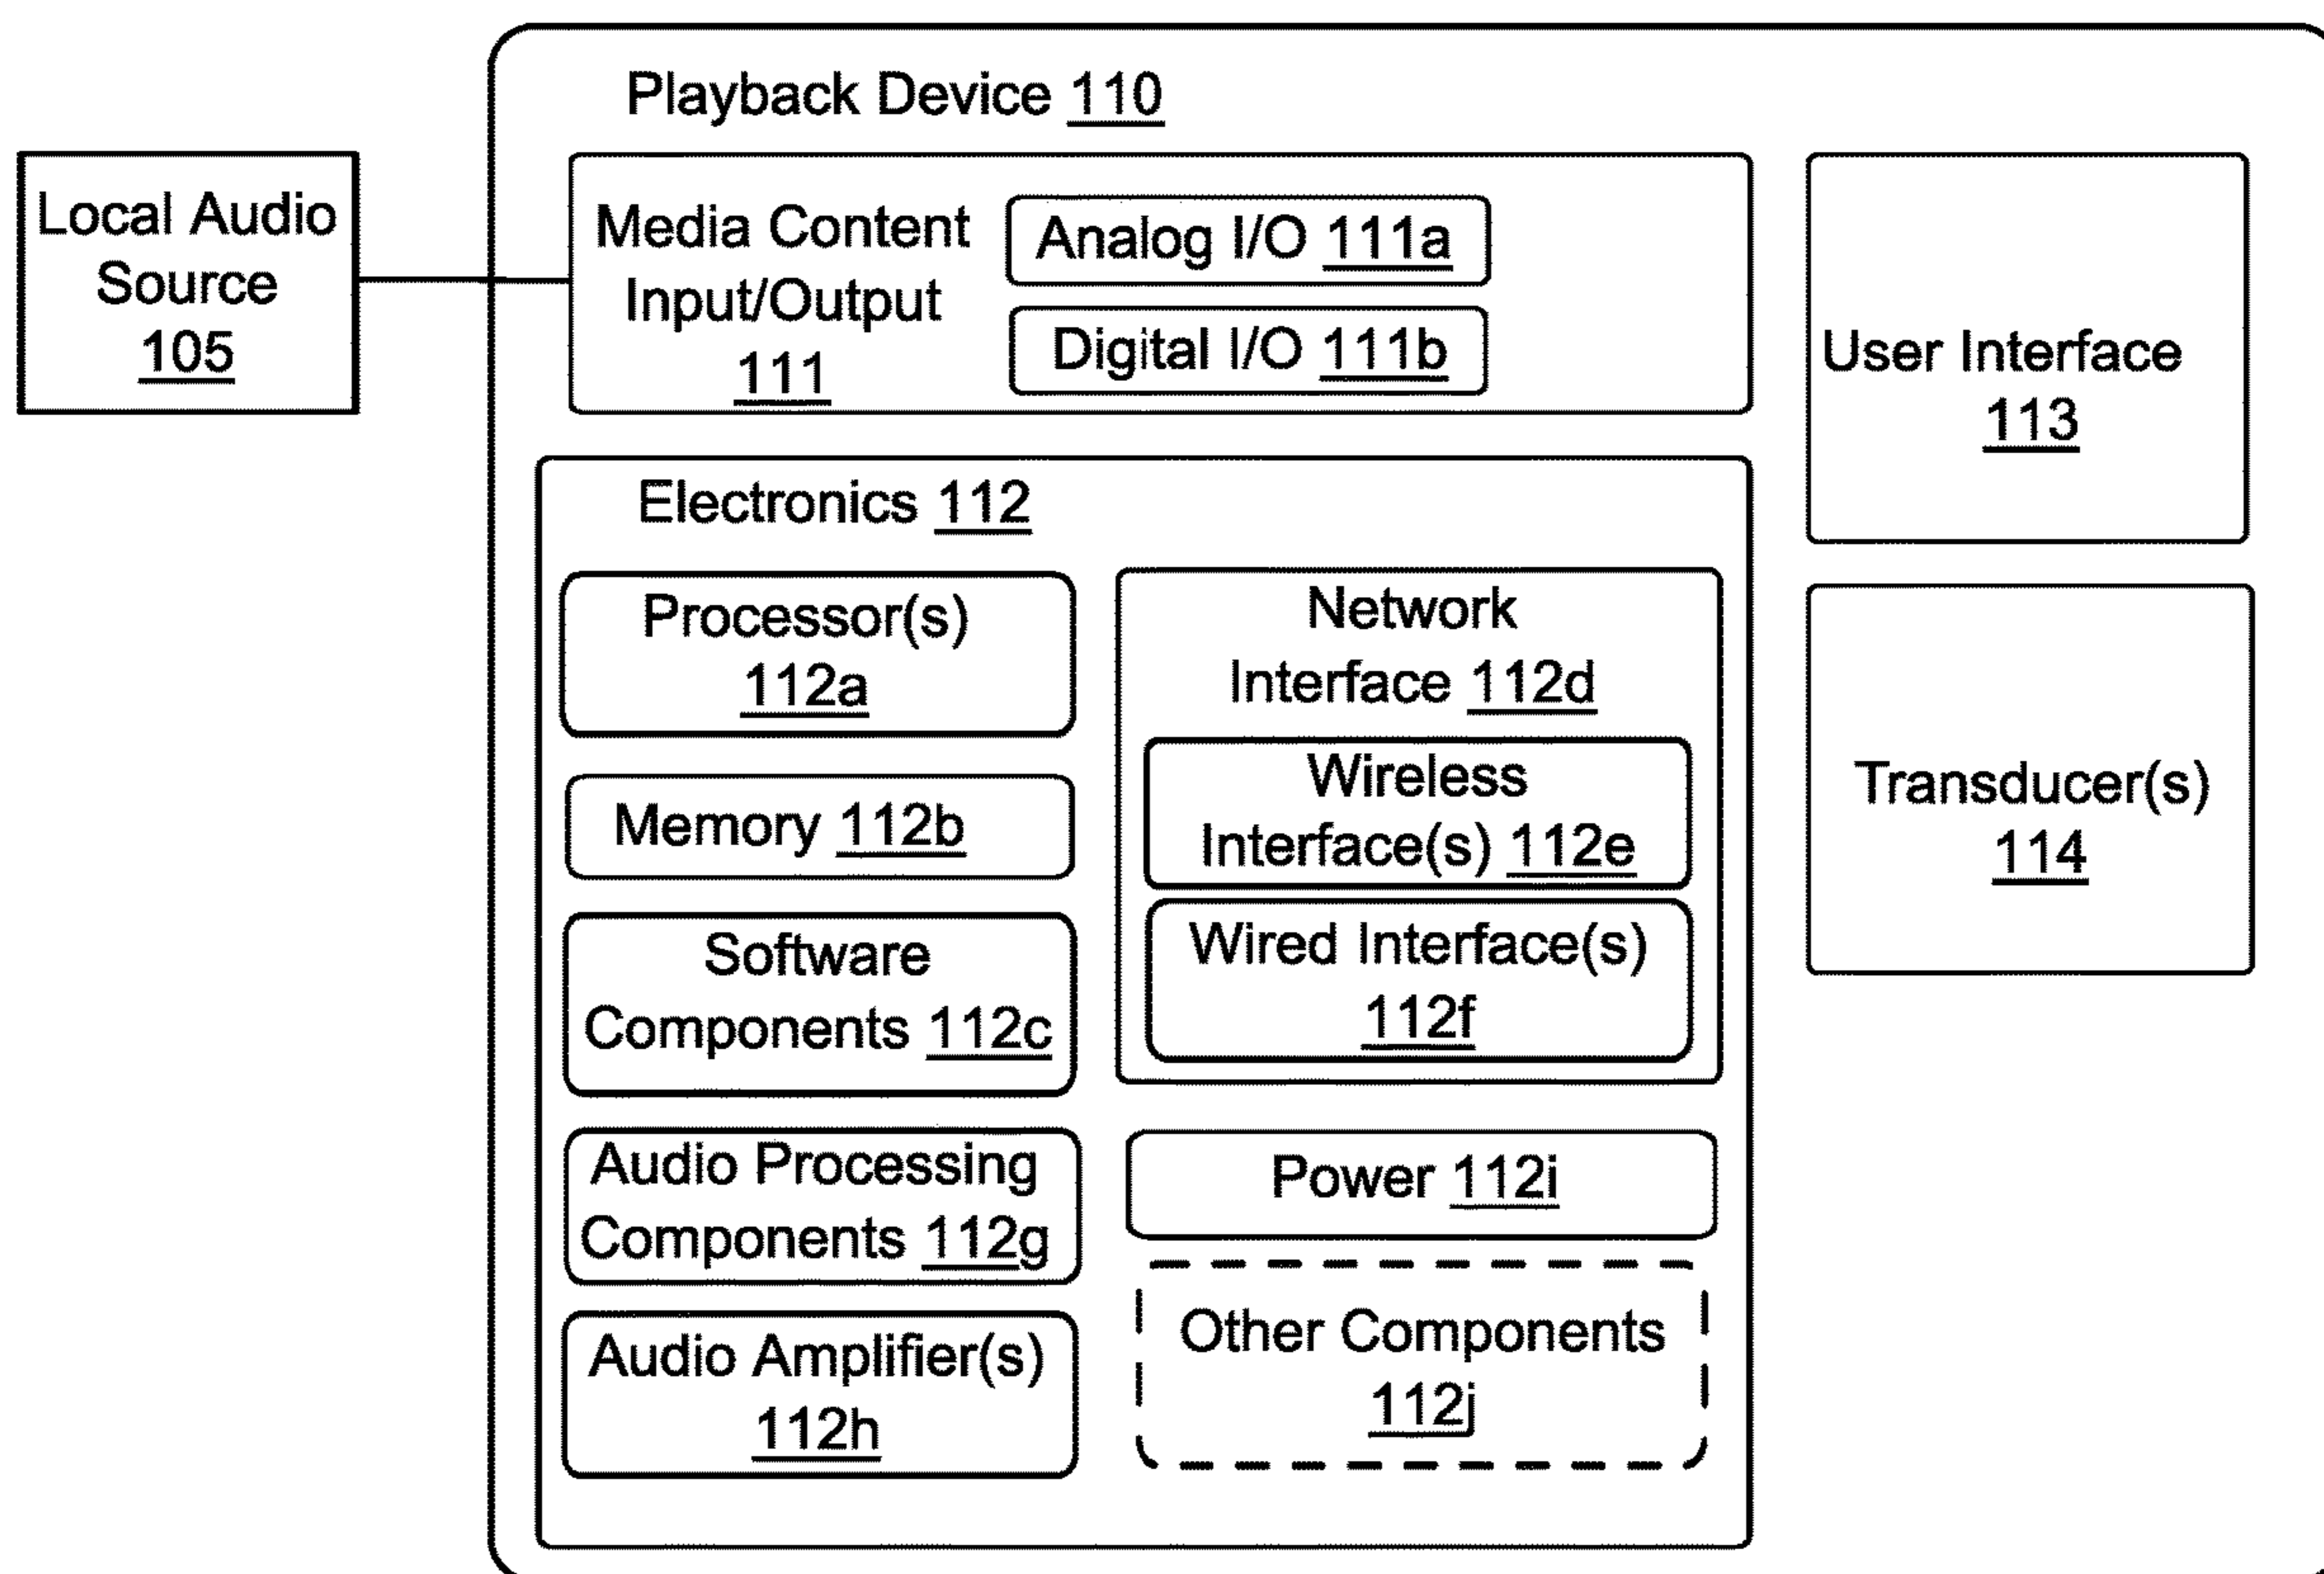 Playback Device 110
Local Audio
Source
105
Media Content
Input/Output
111
Analog I/O 111a
Digital I/O 111b
User Interface
113
Electronics 112
Processor(s)
112a
Memory 112b
Software
Components 112c
Audio Processing
Components 112g
Audio Amplifier(s)
112h
Network
Interface 112d
Wireless
Interface(s) 112e
Wired Interface(s)
112f
Power 112i
Other Components
112j
Transducer(s)
114